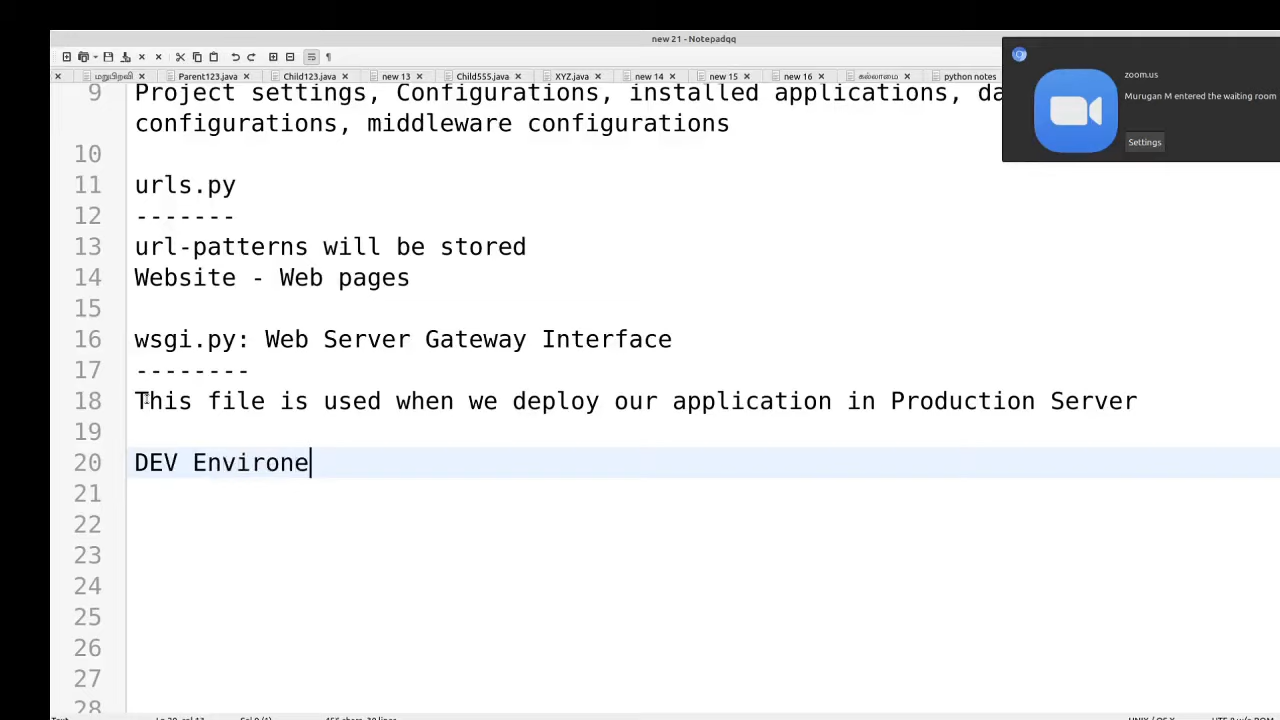 new 21 - Notepadqq
மறுபிறவி
Parent123.java
Child123.java
new 13
Child555.java
XYZ.java
new 14
new 15
new 16
கல்லாமை
python notes
zoom.us
Murugan M entered the waiting room
Settings
9 Project settings, Configurations, installed applications, da
configurations, middleware configurations
10
11 urls.py
12 -------
13 url-patterns will be stored
14 Website - Web pages
15
16 wsgi.py: Web Server Gateway Interface
17 --------
18 This file is used when we deploy our application in Production Server
19
20 DEV Environe
21
22
23
24
25
26
27
28